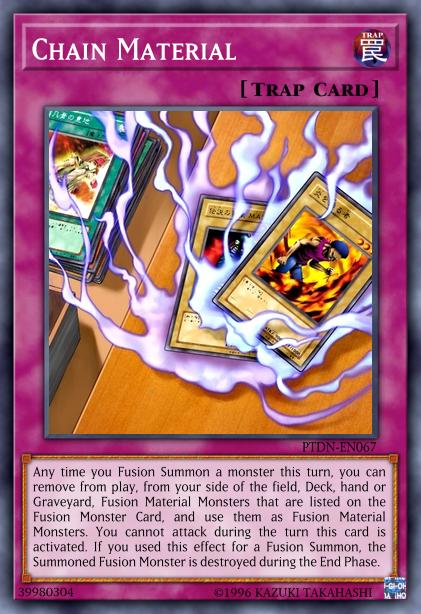 Chain Material
TRAP
罠
[Trap Card]
PTDN-EN067
Any time you Fusion Summon a monster this turn, you can
remove from play, from your side of the field, Deck, hand or
Graveyard, Fusion Material Monsters that are listed on the
Fusion Monster Card, and use them as Fusion Material
Monsters. You cannot attack during the turn this card is
activated. If you used this effect for a Fusion Summon, the
Summoned Fusion Monster is destroyed during the End Phase.
39980304
©1996 KAZUKI TAKAHASHI